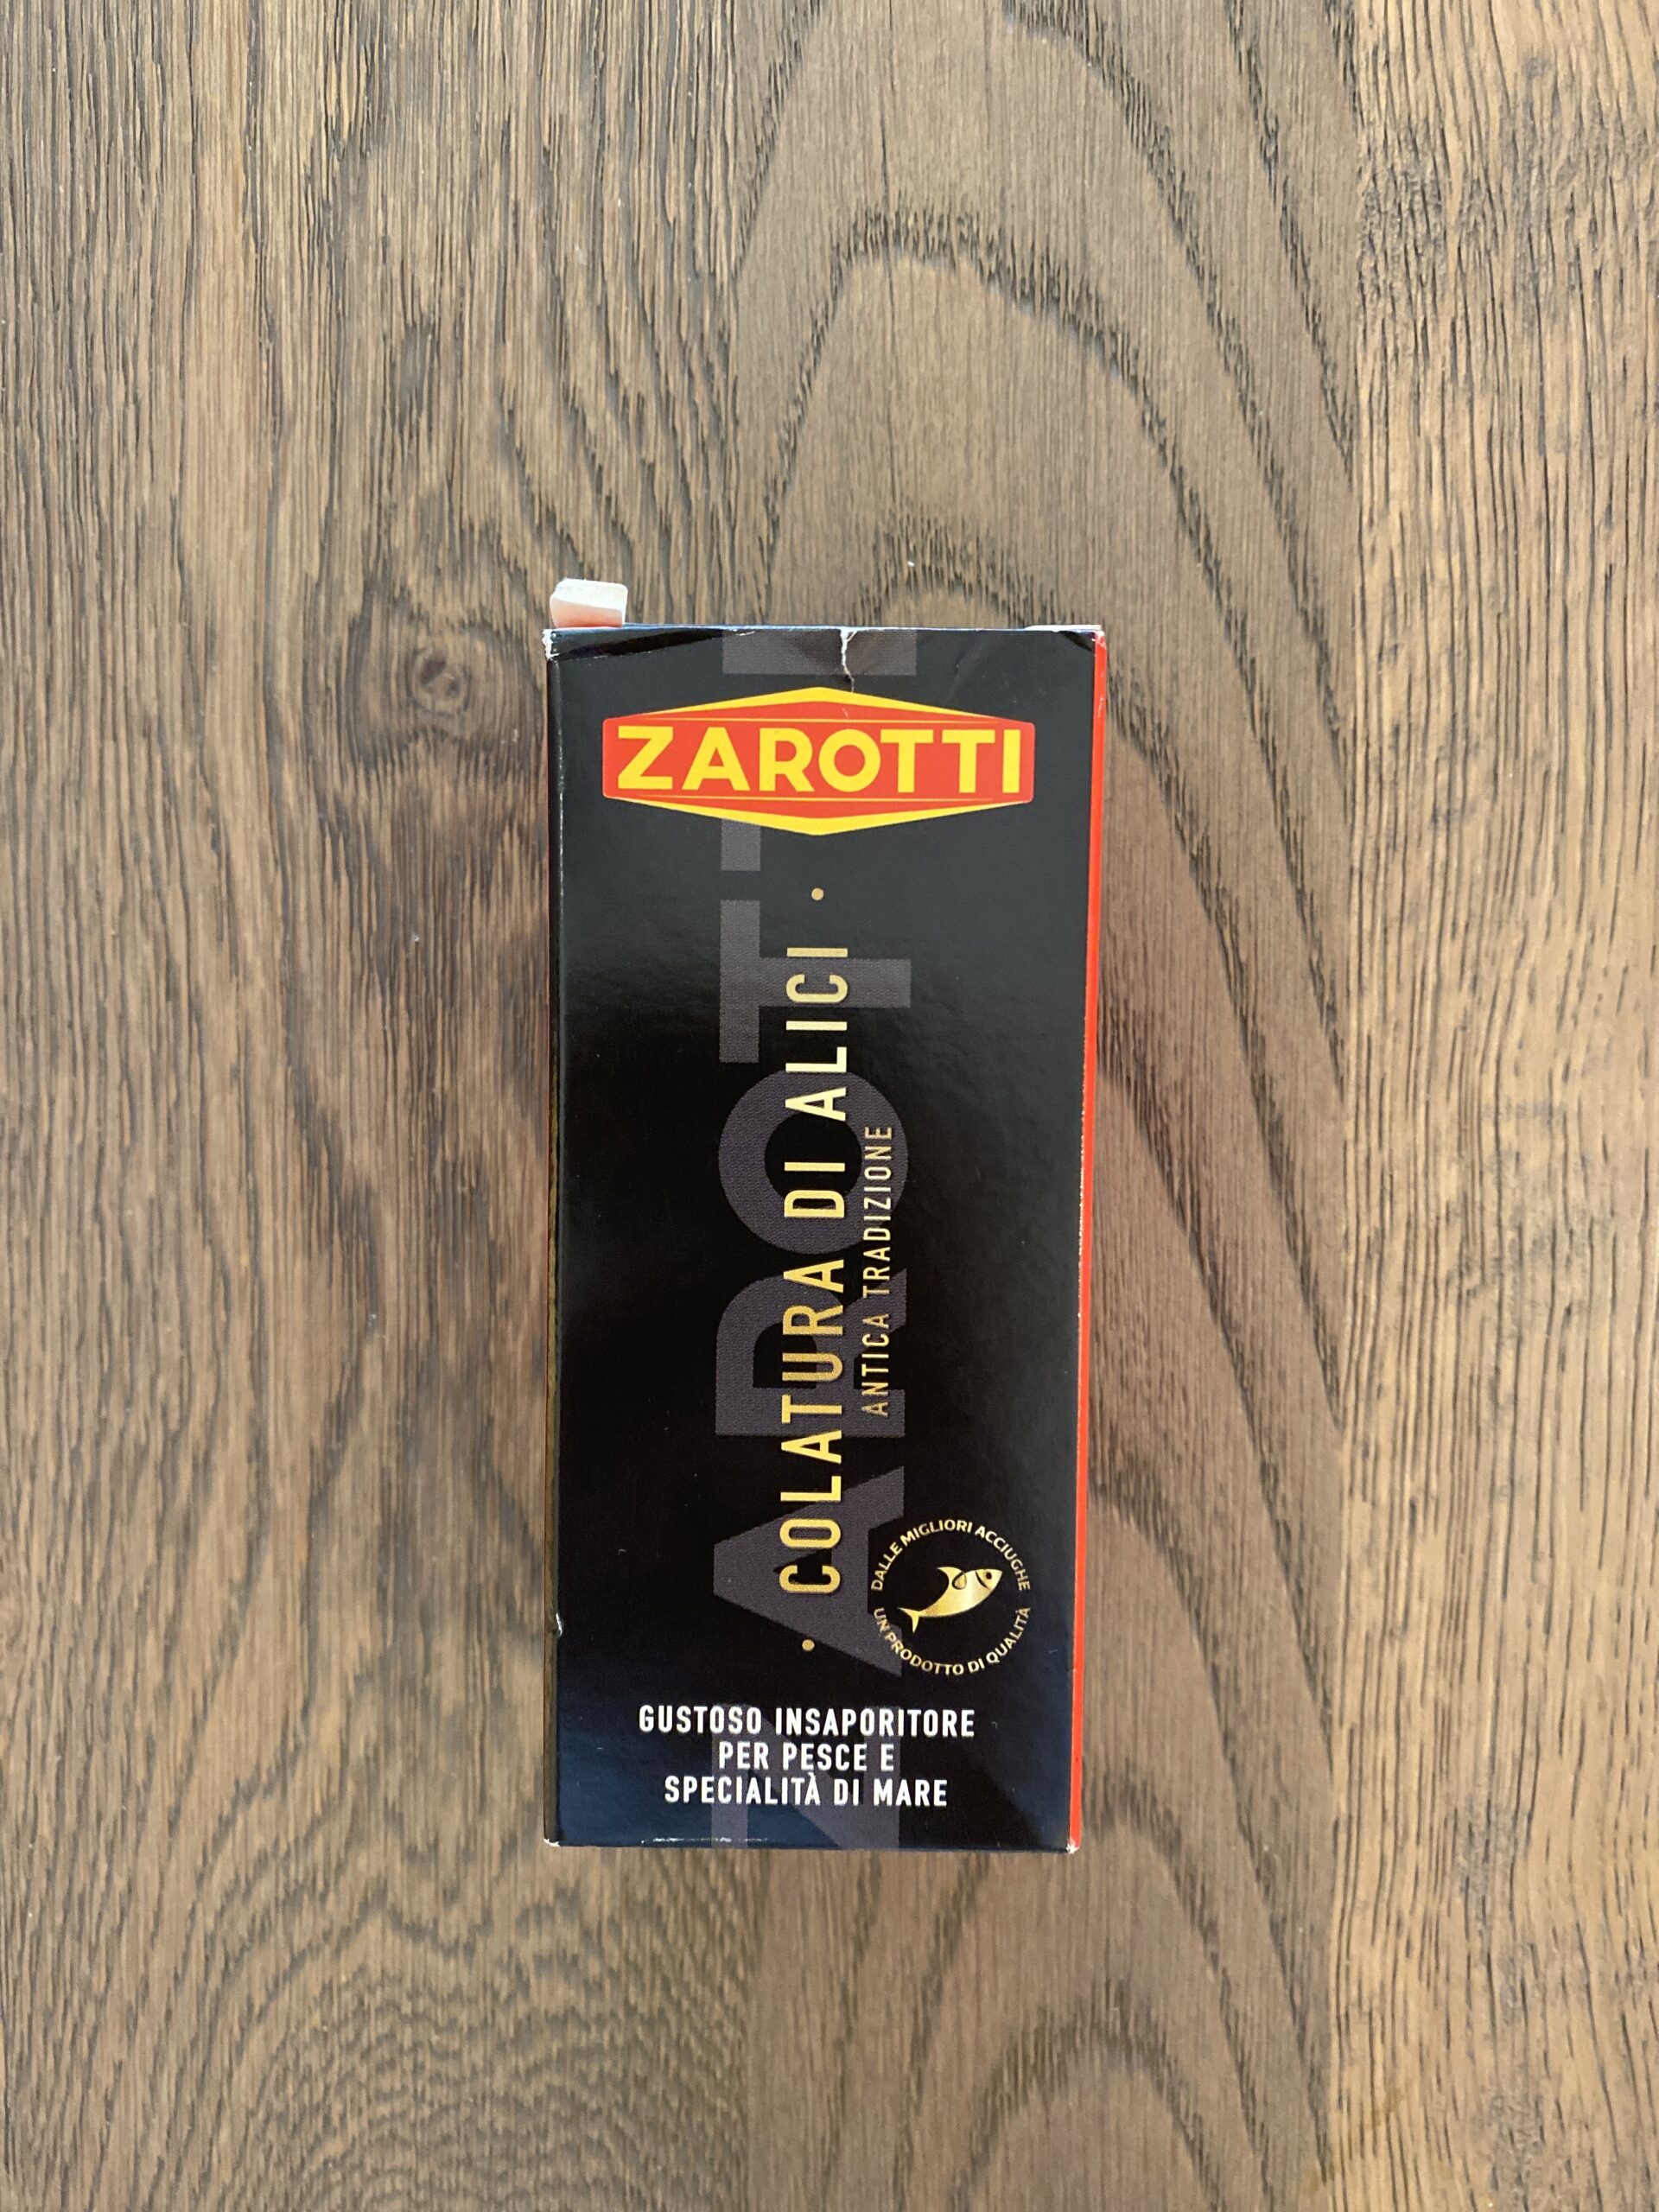 ZAROTTI
ZAROTTI
• COLATURA DI ALICI •
ANTICA TRADIZIONE
DALLE MIGLIORI ACCIUGHE
UN PRODOTTO DI QUALITÀ
GUSTOSO INSAPORITORE
PER PESCE E
SPECIALITÀ DI MARE